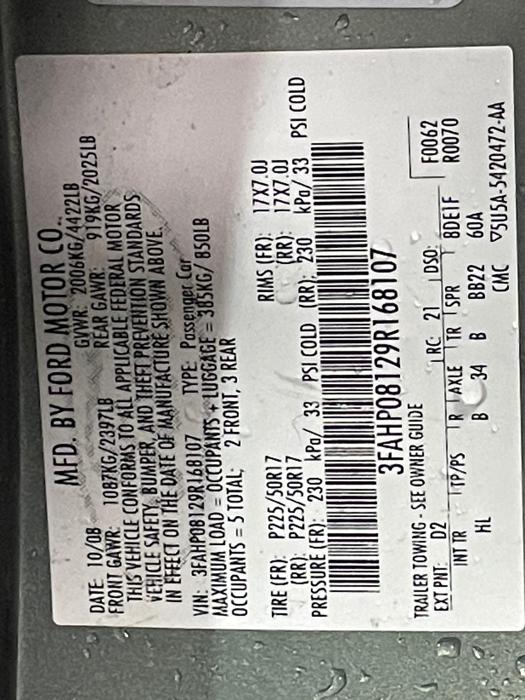 MFD. BY FORD MOTOR CO.
DATE: 10/08 GVWR: 2006KG/4422LB
FRONT GAWR: 1087KG/2397LB REAR GAWR: 919KG/2025LB
THIS VEHICLE CONFORMS TO ALL APPLICABLE FEDERAL MOTOR
VEHICLE SAFETY, BUMPER, AND THEFT PREVENTION STANDARDS
IN EFFECT ON THE DATE OF MANUFACTURE SHOWN ABOVE.
VIN: 3FAHP08129R168107 TYPE: Passenger Car
MAXIMUM LOAD = OCCUPANTS + LUGGAGE = 385KG/ 850LB
OCCUPANTS = 5 TOTAL; 2 FRONT, 3 REAR
TIRE (FR): P225/50R17 RIMS (FR): 17X7.0J
(RR): P225/50R17 (RR): 17X7.0J
PRESSURE (FR): 230 kPa/ 33 PSI COLD (RR): 230 kPa/ 33 PSI COLD
3FAHP08129R168107
TRAILER TOWING - SEE OWNER GUIDE F0062
EXT PNT: D2 RC: 21 DSO: R0070
INT TR TP/PS R AXLE TR SPR BDEIF
HL B 34 B BB22 60A
CMC ▽5U5A-5420472-AA